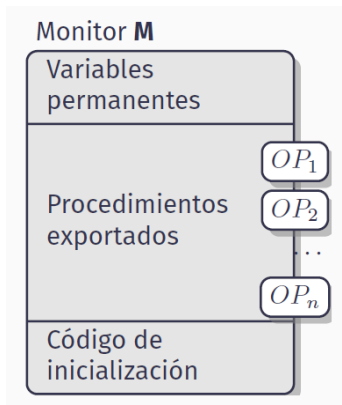 Monitor M
Variables
permanentes
OP₁
Procedimientos
exportados
OP₂
...
OPₙ
Código de
inicialización